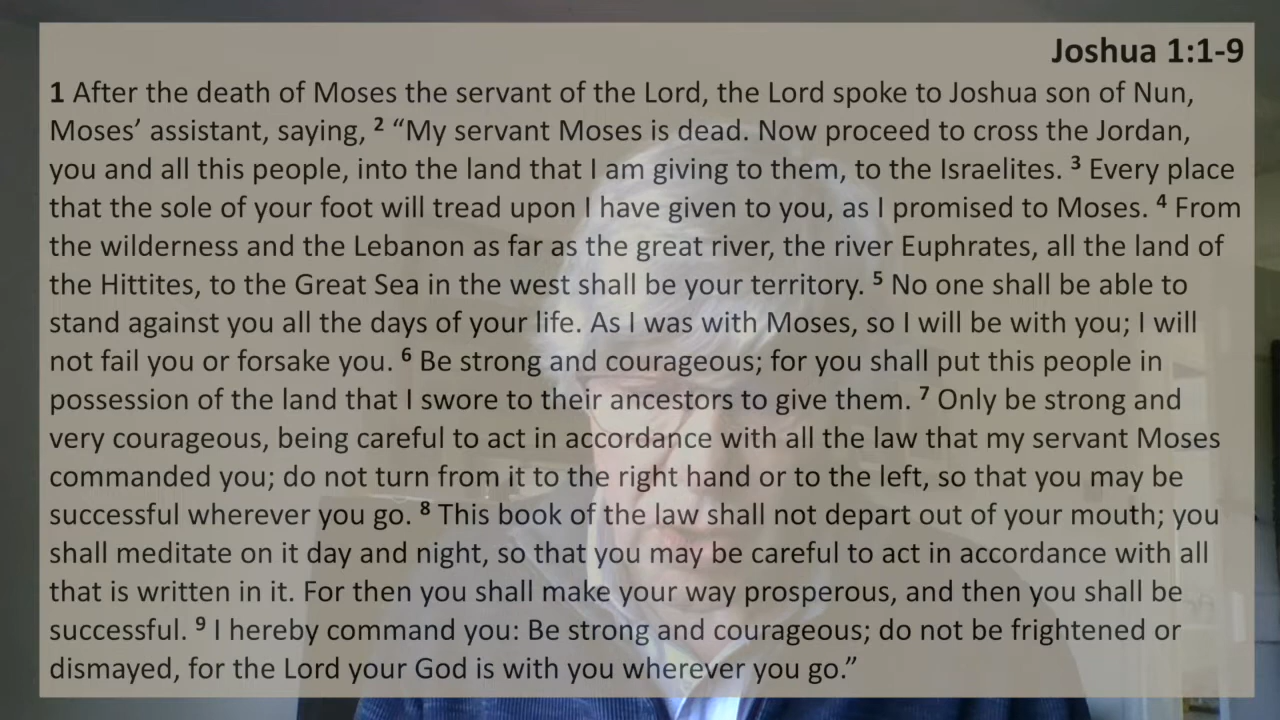 Joshua 1:1-9
1 After the death of Moses the servant of the Lord, the Lord spoke to Joshua son of Nun,
Moses’ assistant, saying, 2 “My servant Moses is dead. Now proceed to cross the Jordan,
you and all this people, into the land that I am giving to them, to the Israelites. 3 Every place
that the sole of your foot will tread upon I have given to you, as I promised to Moses. 4 From
the wilderness and the Lebanon as far as the great river, the river Euphrates, all the land of
the Hittites, to the Great Sea in the west shall be your territory. 5 No one shall be able to
stand against you all the days of your life. As I was with Moses, so I will be with you; I will
not fail you or forsake you. 6 Be strong and courageous; for you shall put this people in
possession of the land that I swore to their ancestors to give them. 7 Only be strong and
very courageous, being careful to act in accordance with all the law that my servant Moses
commanded you; do not turn from it to the right hand or to the left, so that you may be
successful wherever you go. 8 This book of the law shall not depart out of your mouth; you
shall meditate on it day and night, so that you may be careful to act in accordance with all
that is written in it. For then you shall make your way prosperous, and then you shall be
successful. 9 I hereby command you: Be strong and courageous; do not be frightened or
dismayed, for the Lord your God is with you wherever you go.”